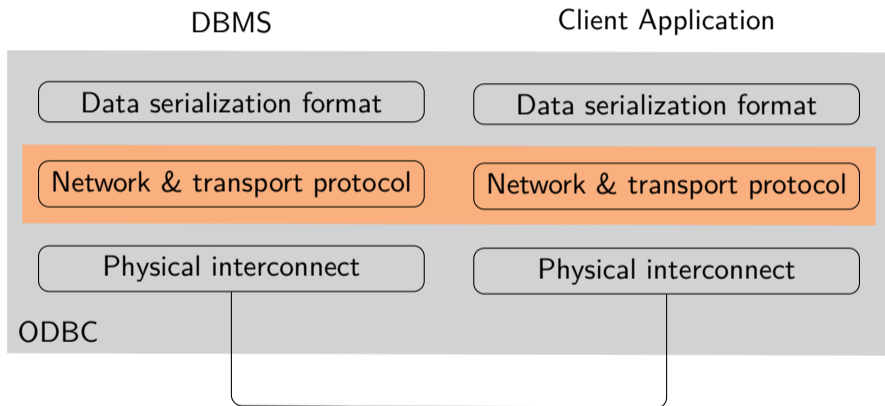 DBMS
Client Application
Data serialization format
Data serialization format
Network & transport protocol
Network & transport protocol
Physical interconnect
Physical interconnect
ODBC